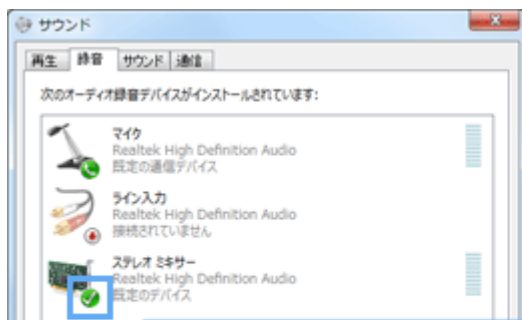 サウンド
再生 録音 サウンド 通信
次のオーディオ録音デバイスがインストールされています:
マイク
Realtek High Definition Audio
既定の通信デバイス
ライン入力
Realtek High Definition Audio
接続されていません
ステレオ ミキサー
Realtek High Definition Audio
既定のデバイス